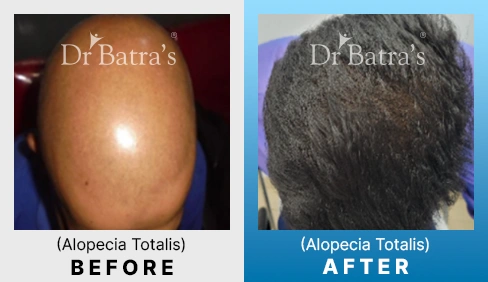 Dr Batra's®
(Alopecia Totalis)
BEFORE
Dr Batra's®
(Alopecia Totalis)
AFTER